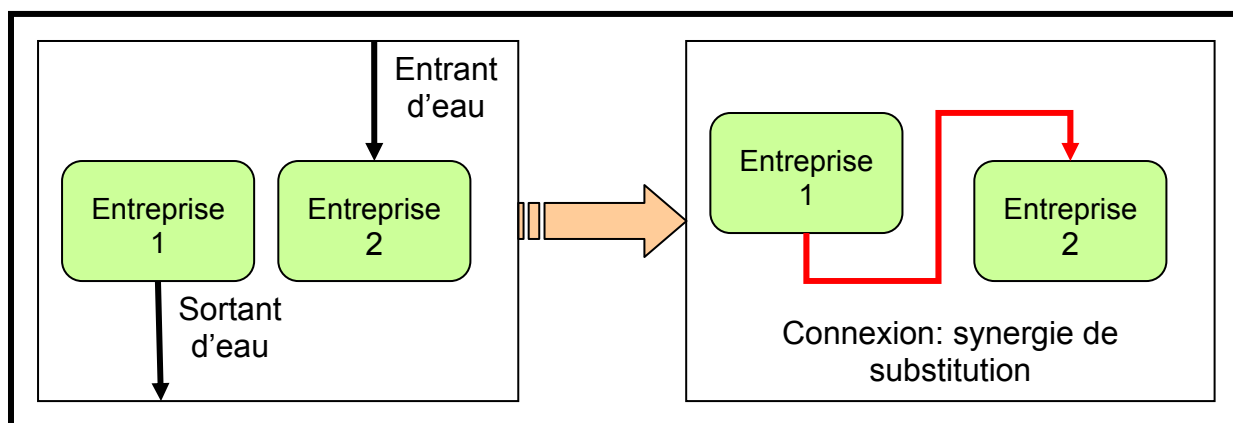 Entrant
d’eau
Entreprise
1
Entreprise
2
Sortant
d’eau
Entreprise
1
Entreprise
2
Connexion: synergie de
substitution